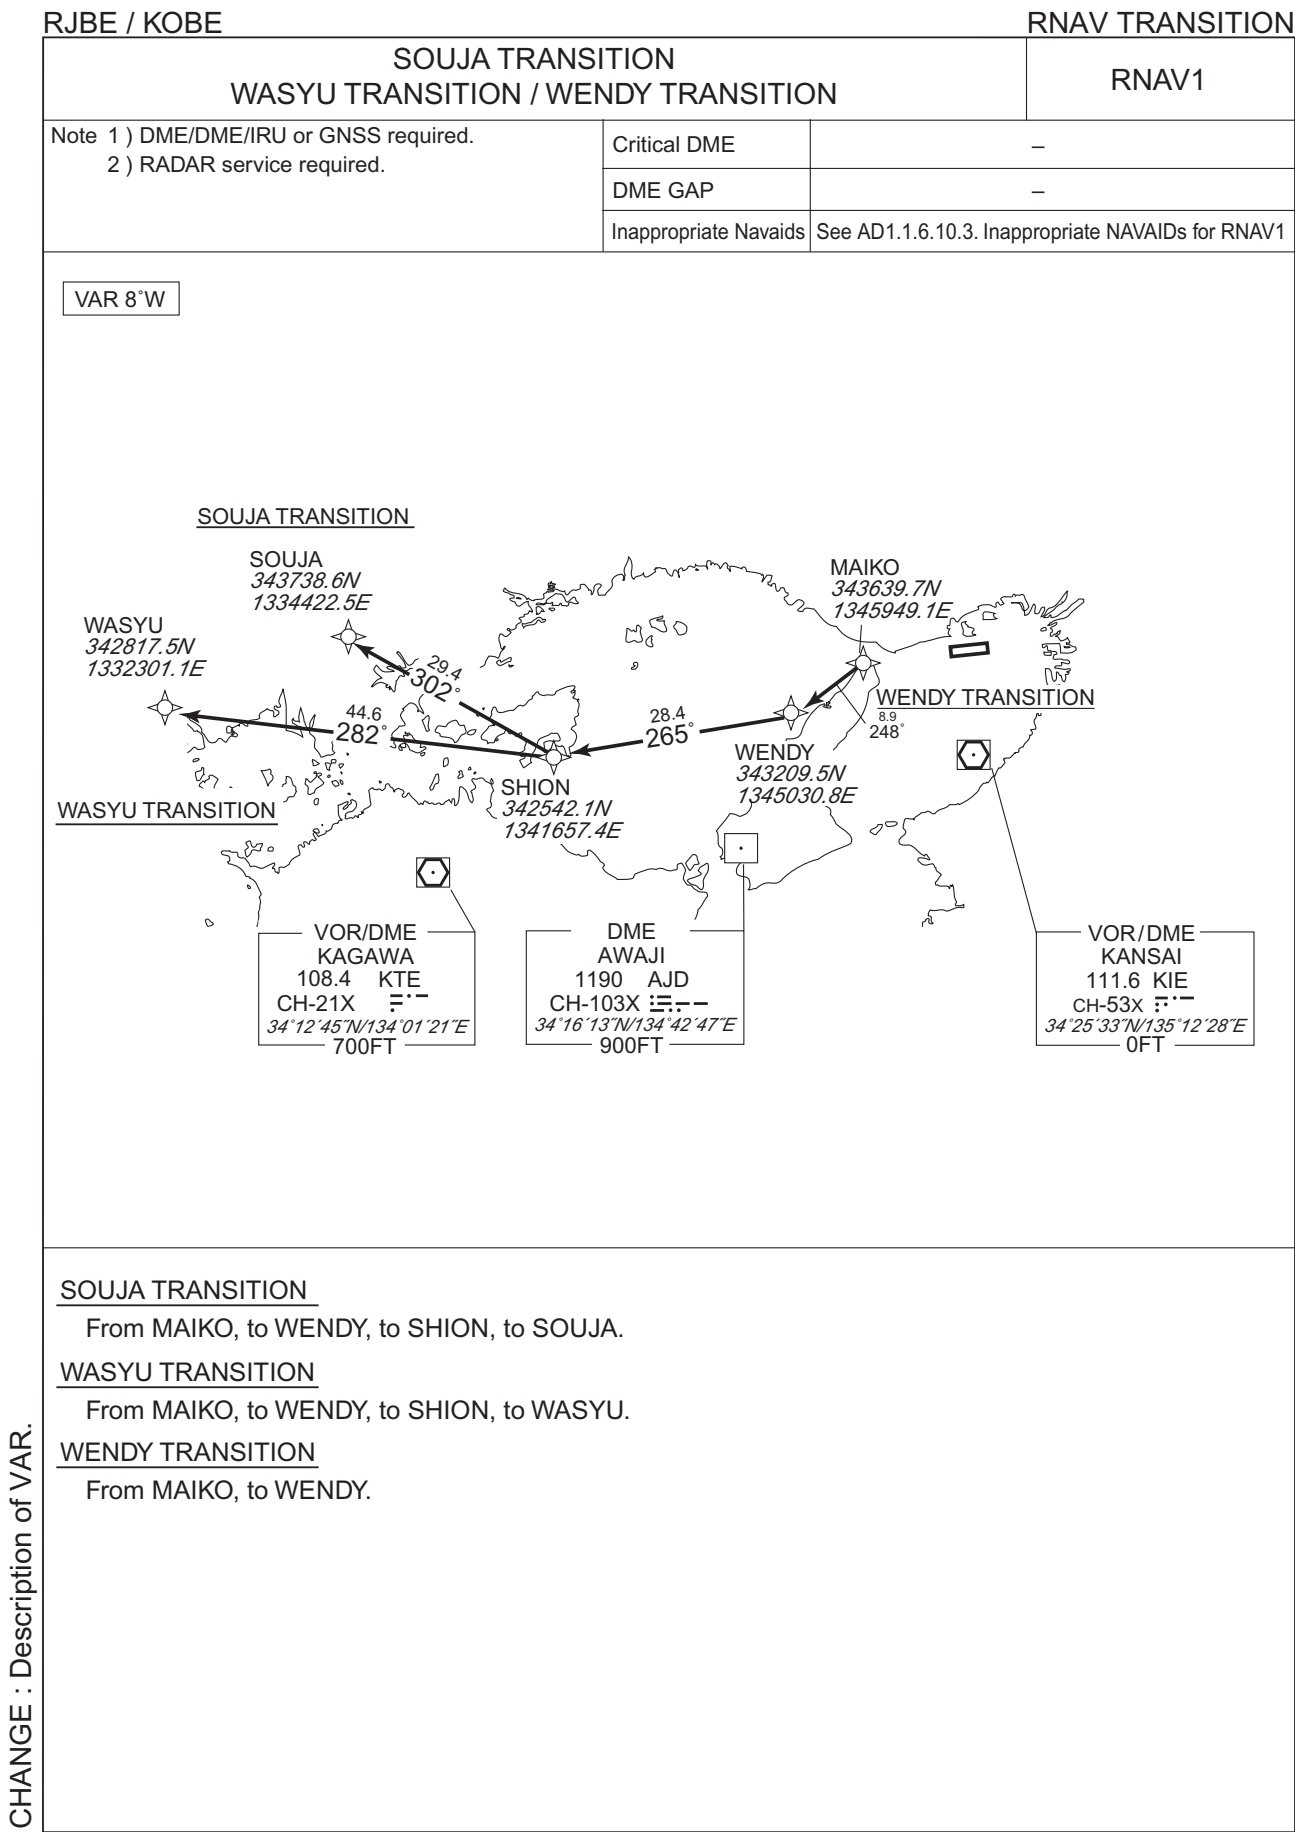 RJBE / KOBE
RNAV TRANSITION
SOUJA TRANSITION
WASYU TRANSITION / WENDY TRANSITION
RNAV1
Note 1 ) DME/DME/IRU or GNSS required.
2 ) RADAR service required.
Critical DME
–
DME GAP
–
Inappropriate Navaids
See AD1.1.6.10.3. Inappropriate NAVAIDs for RNAV1
VAR 8°W
SOUJA TRANSITION
SOUJA
343738.6N
1334422.5E
MAIKO
343639.7N
1345949.1E
WASYU
342817.5N
1332301.1E
29.4
302°
44.6
282°
28.4
265°
WENDY TRANSITION
8.9
248°
WENDY
343209.5N
1345030.8E
SHION
342542.1N
1341657.4E
WASYU TRANSITION
VOR/DME
KAGAWA
108.4 KTE
CH-21X
34°12´45˝N/134°01´21˝E
700FT
DME
AWAJI
1190 AJD
CH-103X
34°16´13˝N/134°42´47˝E
900FT
VOR/DME
KANSAI
111.6 KIE
CH-53X
34°25´33˝N/135°12´28˝E
0FT
SOUJA TRANSITION
From MAIKO, to WENDY, to SHION, to SOUJA.
WASYU TRANSITION
From MAIKO, to WENDY, to SHION, to WASYU.
WENDY TRANSITION
From MAIKO, to WENDY.
CHANGE : Description of VAR.